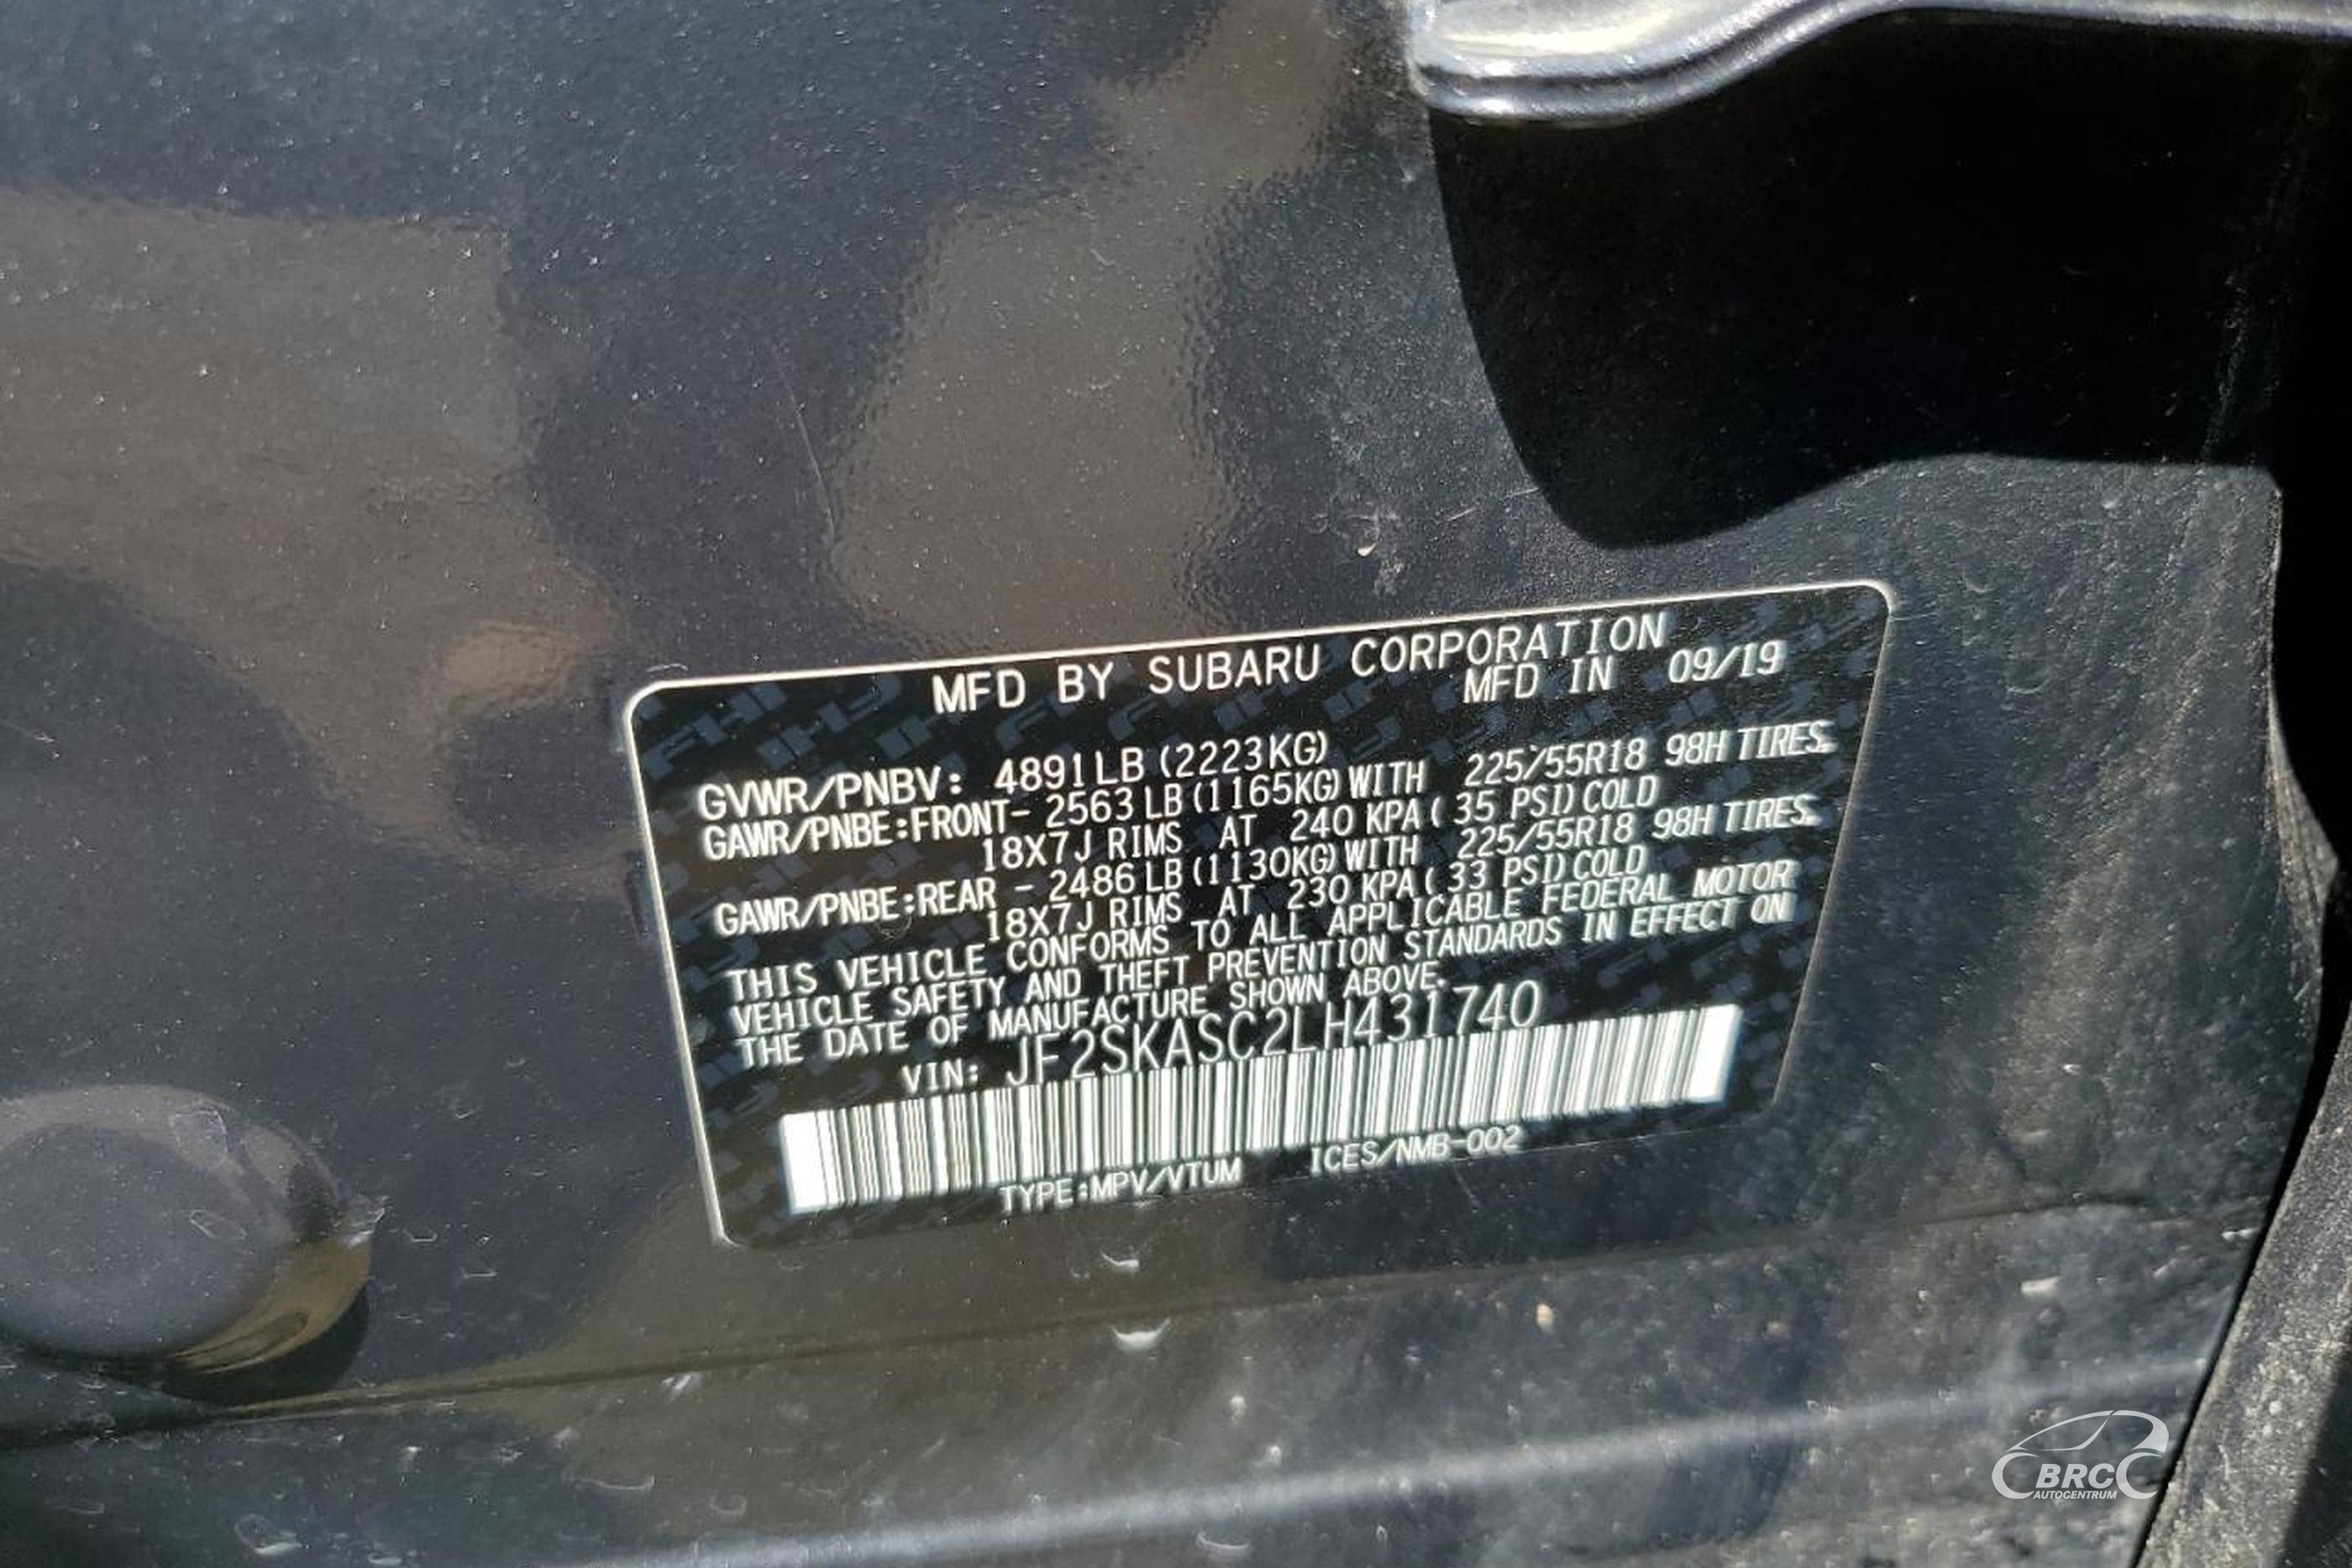 MFD BY SUBARU CORPORATION
MFD IN 09/19
GVWR/PNBV: 4891LB (2223KG)
GAWR/PNBE:FRONT- 2563 LB (1165KG) WITH 225/55R18 98H TIRES.
18X7J RIMS AT 240 KPA ( 35 PSI) COLD
GAWR/PNBE:REAR - 2486 LB (1130KG) WITH 225/55R18 98H TIRES.
18X7J RIMS AT 230 KPA ( 33 PSI) COLD
THIS VEHICLE CONFORMS TO ALL APPLICABLE FEDERAL MOTOR
VEHICLE SAFETY AND THEFT PREVENTION STANDARDS IN EFFECT ON
THE DATE OF MANUFACTURE SHOWN ABOVE.
VIN: JF2SKASC2LH431740
TYPE:MPV/VTUM ICES/NMB-002
BRC
AUTOCENTRUM